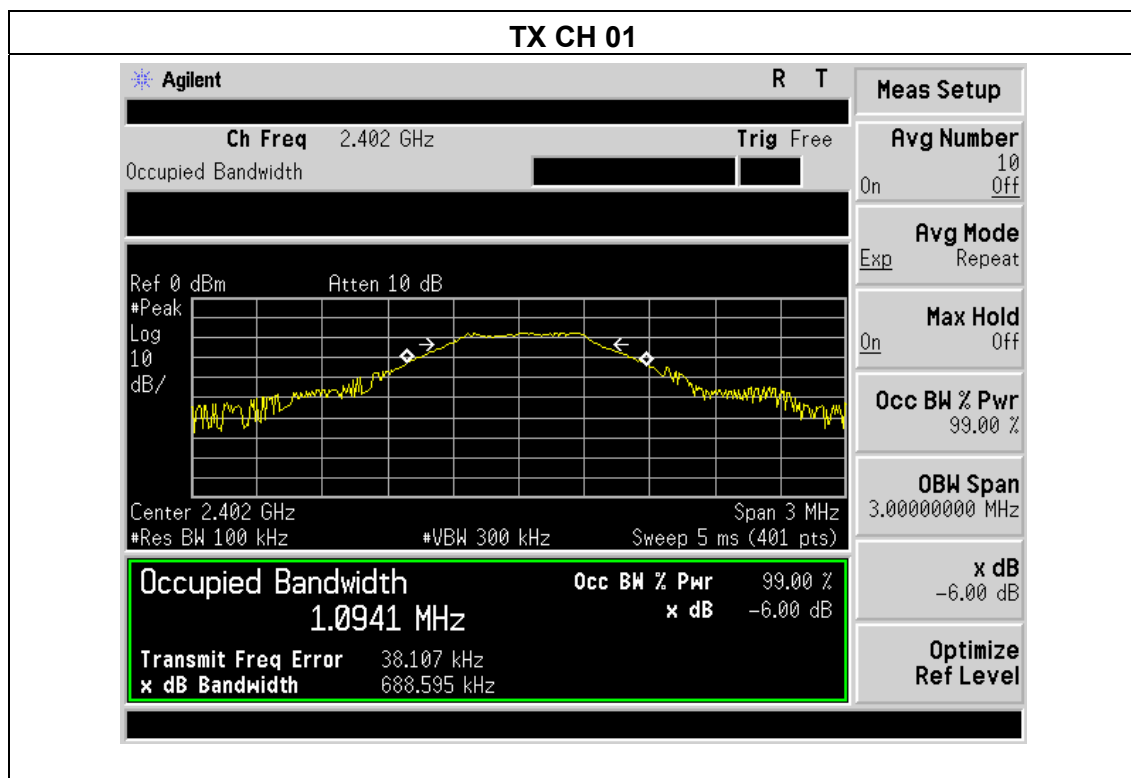 TX CH 01
Agilent R T
Ch Freq 2.402 GHz Trig Free
Occupied Bandwidth
Ref 0 dBm Atten 10 dB
#Peak
Log
10
dB/
Center 2.402 GHz Span 3 MHz
#Res BW 100 kHz #VBW 300 kHz Sweep 5 ms (401 pts)
Occupied Bandwidth Occ BW % Pwr 99.00 %
1.0941 MHz x dB -6.00 dB
Transmit Freq Error 38.107 kHz
x dB Bandwidth 688.595 kHz
Meas Setup
Avg Number
10
On Off
Avg Mode
Exp Repeat
Max Hold
On Off
Occ BW % Pwr
99.00 %
OBW Span
3.00000000 MHz
x dB
-6.00 dB
Optimize
Ref Level